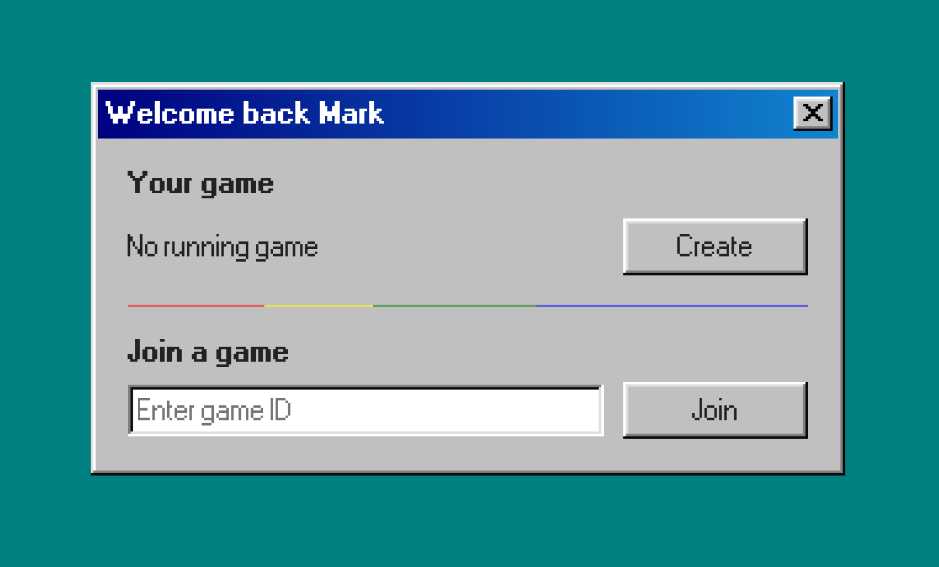 Welcome back Mark
Your game
No running game
Create
Join a game
Enter game ID
Join